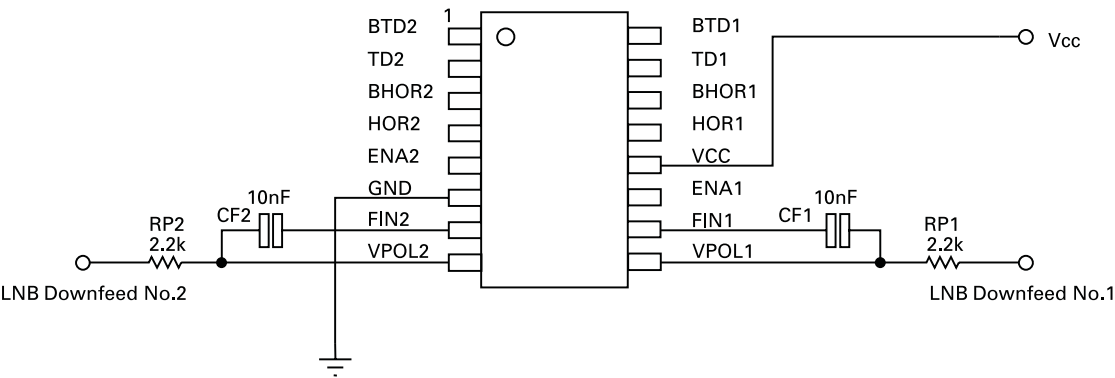 1
BTD2
BTD1
Vcc
TD2
TD1
BHOR2
BHOR1
HOR2
HOR1
ENA2
VCC
GND
ENA1
10nF
10nF
CF2
FIN2
FIN1
CF1
RP2
RP1
2.2k
2.2k
VPOL2
VPOL1
LNB Downfeed No.2
LNB Downfeed No.1